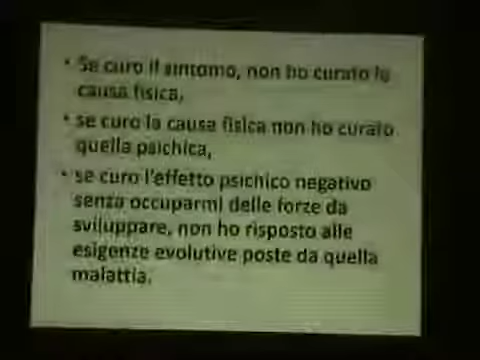 • Se curo il sintomo, non ho curato la
causa fisica,
• se curo la causa fisica non ho curato
quella psichica,
• se curo l'effetto psichico negativo
senza occuparmi delle forze da
sviluppare, non ho risposto alle
esigenze evolutive poste da quella
malattia.